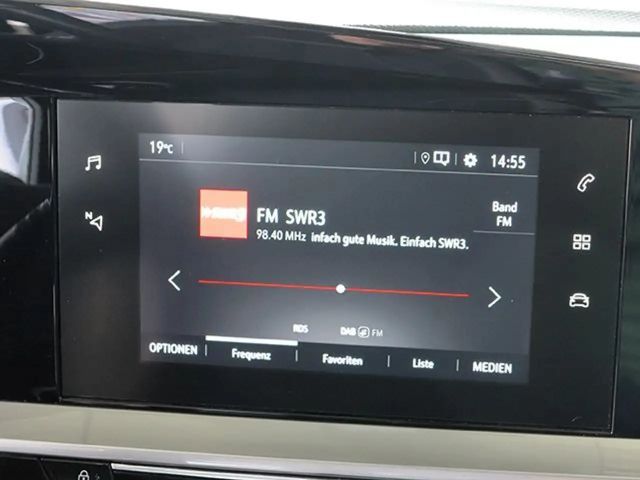 19°C
14:55
N
FM SWR3
Band
FM
98.40 MHz infach gute Musik. Einfach SWR3.
RDS DAB FM
OPTIONEN Frequenz Favoriten Liste MEDIEN